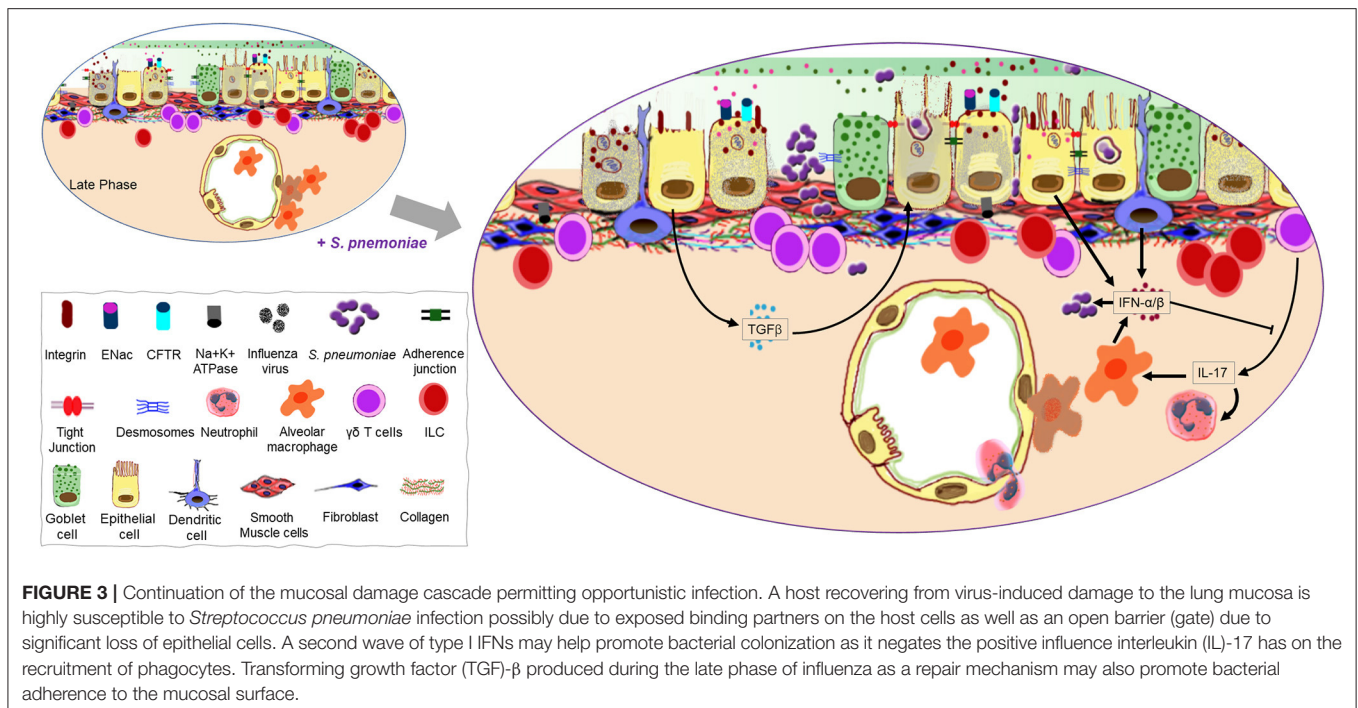 Late Phase
+ S. pnemoniae
TGFβ
IFN-α/β
IL-17
Integrin
ENac
CFTR
Na+K+
ATPase
Influenza
virus
S. pneumoniae
Adherence
junction
Tight
Junction
Desmosomes
Neutrophil
Alveolar
macrophage
γδ T cells
ILC
Goblet
cell
Epithelial
cell
Dendritic
cell
Smooth
Muscle cells
Fibroblast
Collagen
FIGURE 3 | Continuation of the mucosal damage cascade permitting opportunistic infection. A host recovering from virus-induced damage to the lung mucosa is
highly susceptible to Streptococcus pneumoniae infection possibly due to exposed binding partners on the host cells as well as an open barrier (gate) due to
significant loss of epithelial cells. A second wave of type I IFNs may help promote bacterial colonization as it negates the positive influence interleukin (IL)-17 has on the
recruitment of phagocytes. Transforming growth factor (TGF)-β produced during the late phase of influenza as a repair mechanism may also promote bacterial
adherence to the mucosal surface.